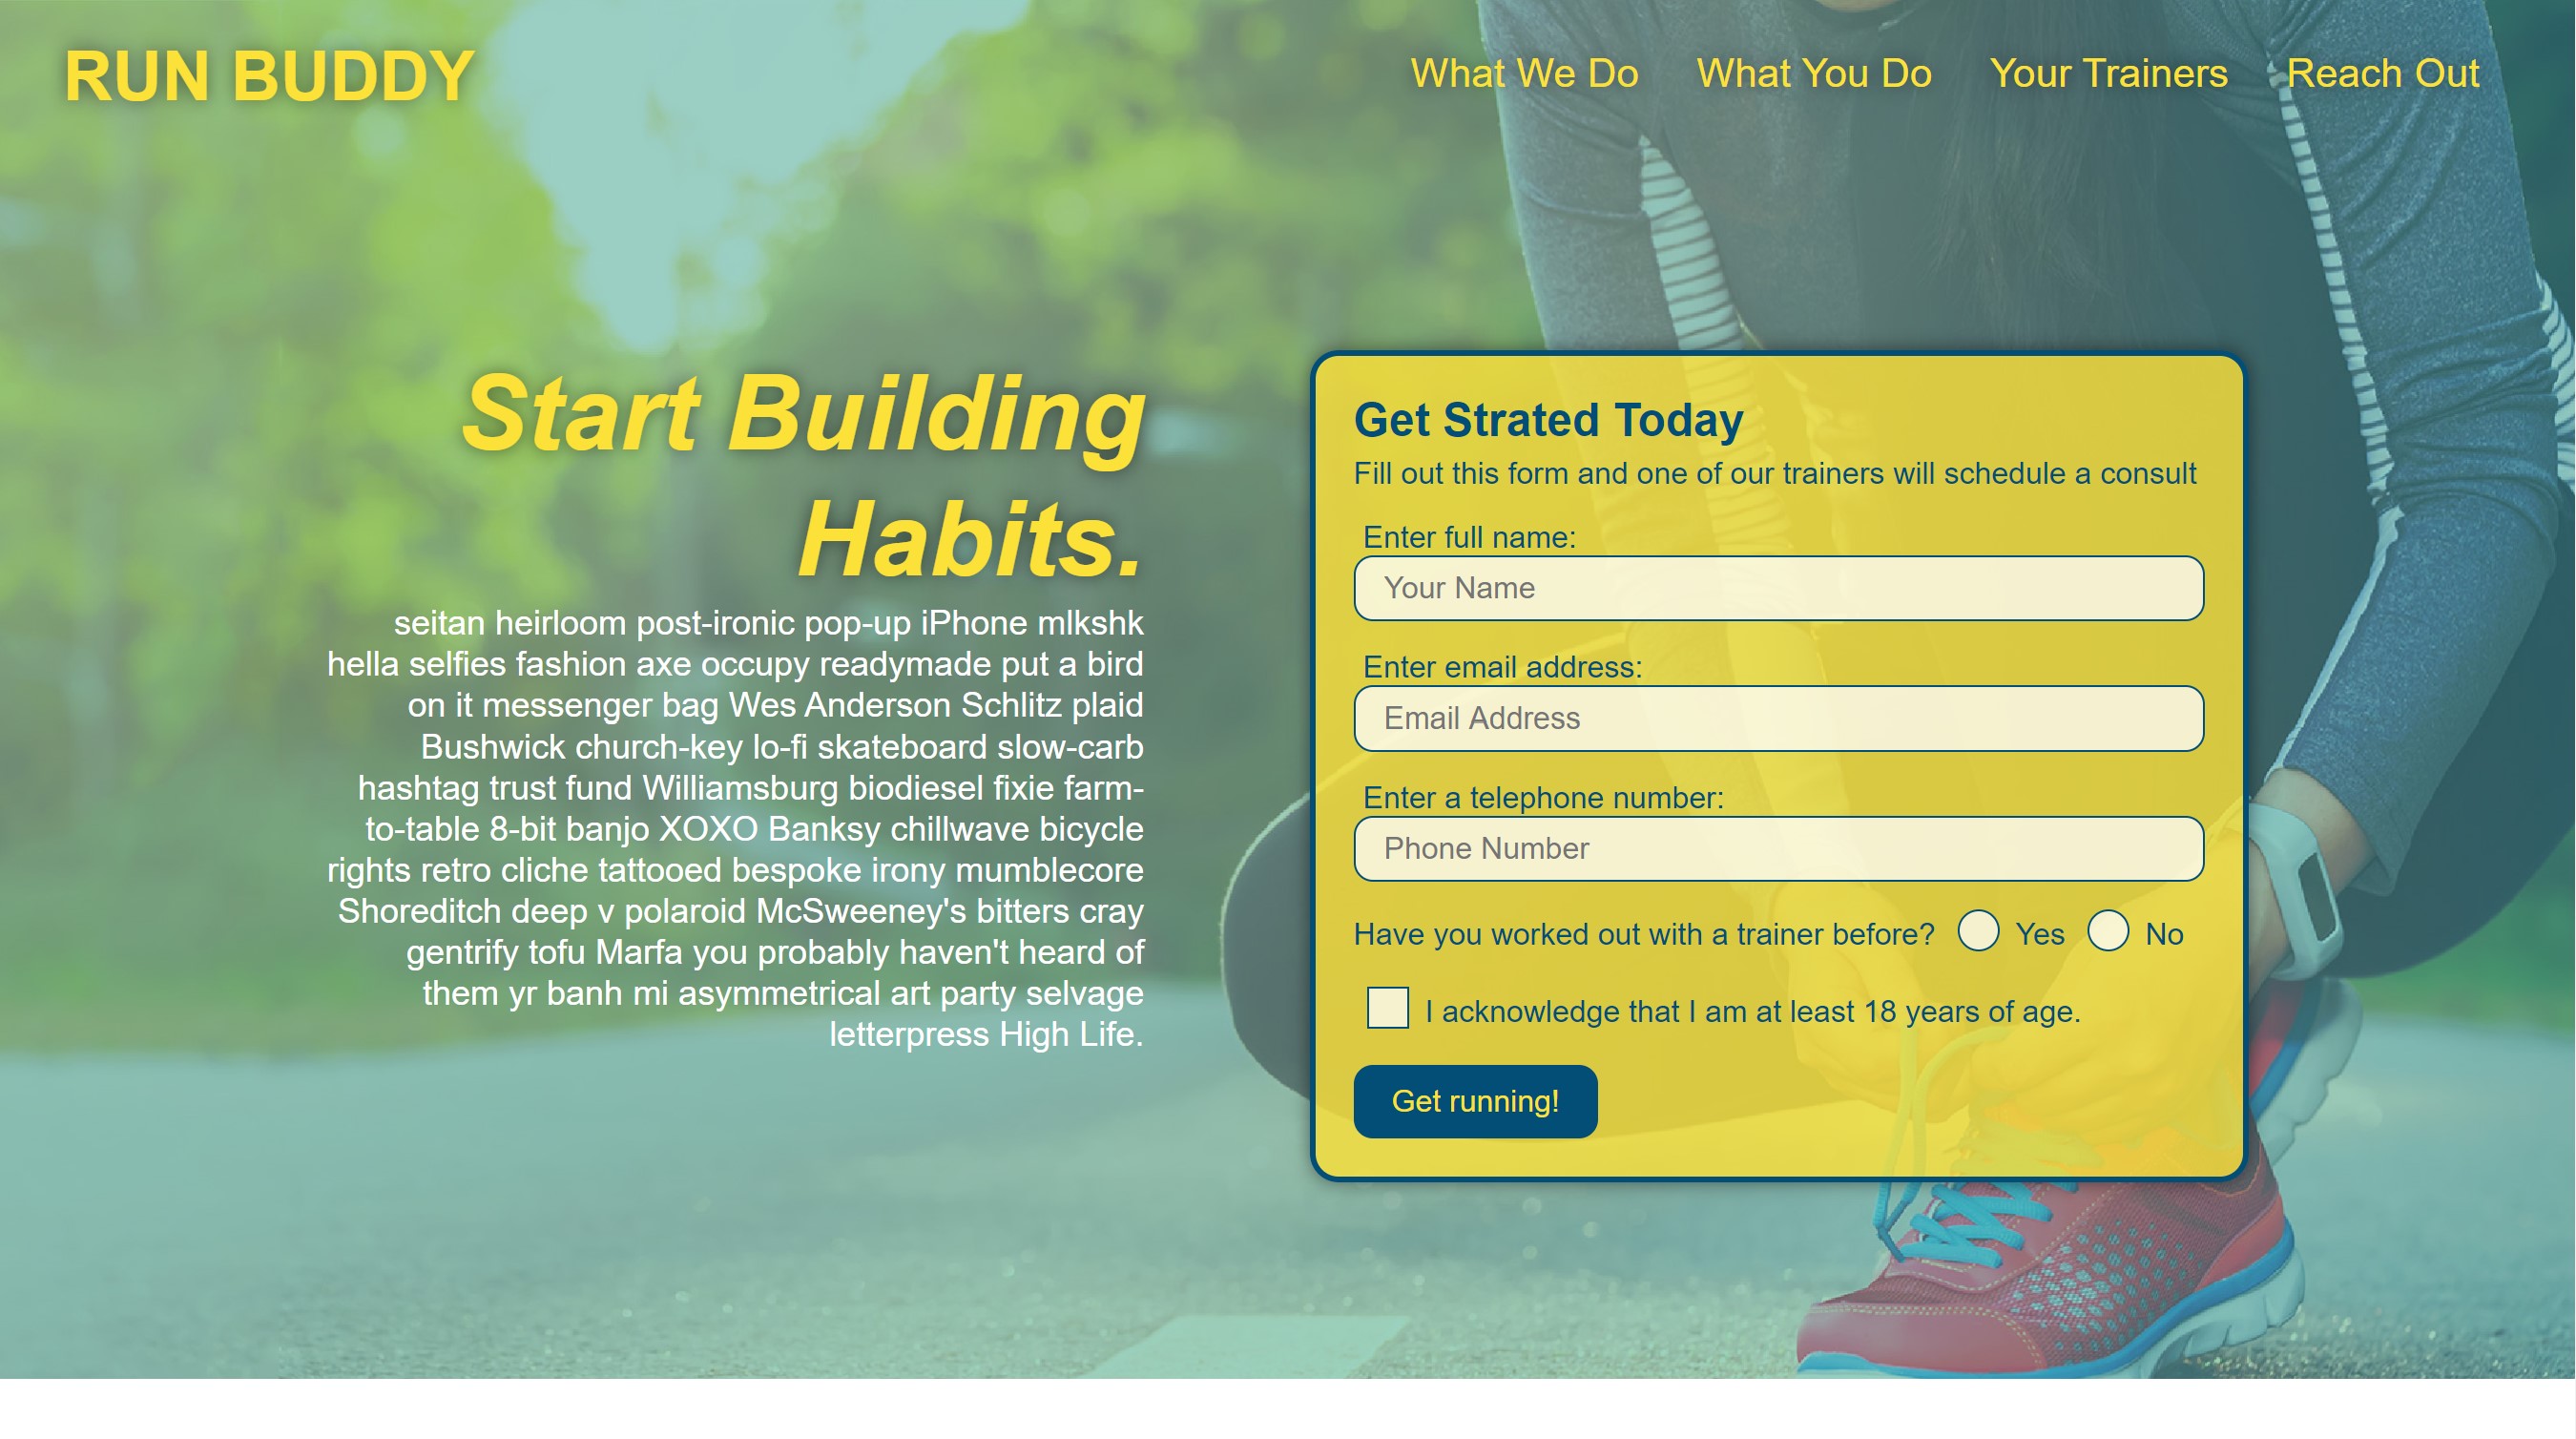 RUN BUDDY
What We Do What You Do Your Trainers Reach Out
Start Building
Habits.
seitan heirloom post-ironic pop-up iPhone mlkshk
hella selfies fashion axe occupy readymade put a bird
on it messenger bag Wes Anderson Schlitz plaid
Bushwick church-key lo-fi skateboard slow-carb
hashtag trust fund Williamsburg biodiesel fixie farm-
to-table 8-bit banjo XOXO Banksy chillwave bicycle
rights retro cliche tattooed bespoke irony mumblecore
Shoreditch deep v polaroid McSweeney's bitters cray
gentrify tofu Marfa you probably haven't heard of
them yr banh mi asymmetrical art party selvage
letterpress High Life.
Get Strated Today
Fill out this form and one of our trainers will schedule a consult
Enter full name:
Your Name
Enter email address:
Email Address
Enter a telephone number:
Phone Number
Have you worked out with a trainer before? Yes No
I acknowledge that I am at least 18 years of age.
Get running!